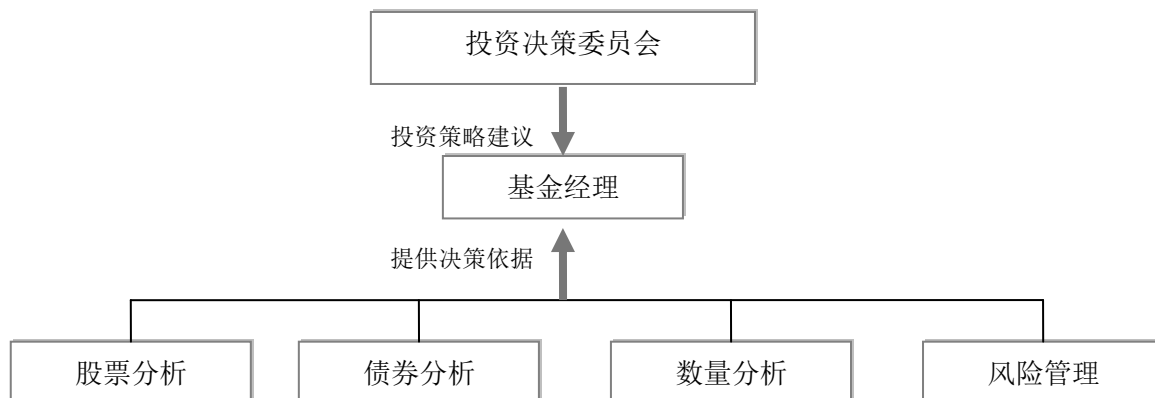 投资决策委员会
投资策略建议
基金经理
提供决策依据
股票分析
债券分析
数量分析
风险管理